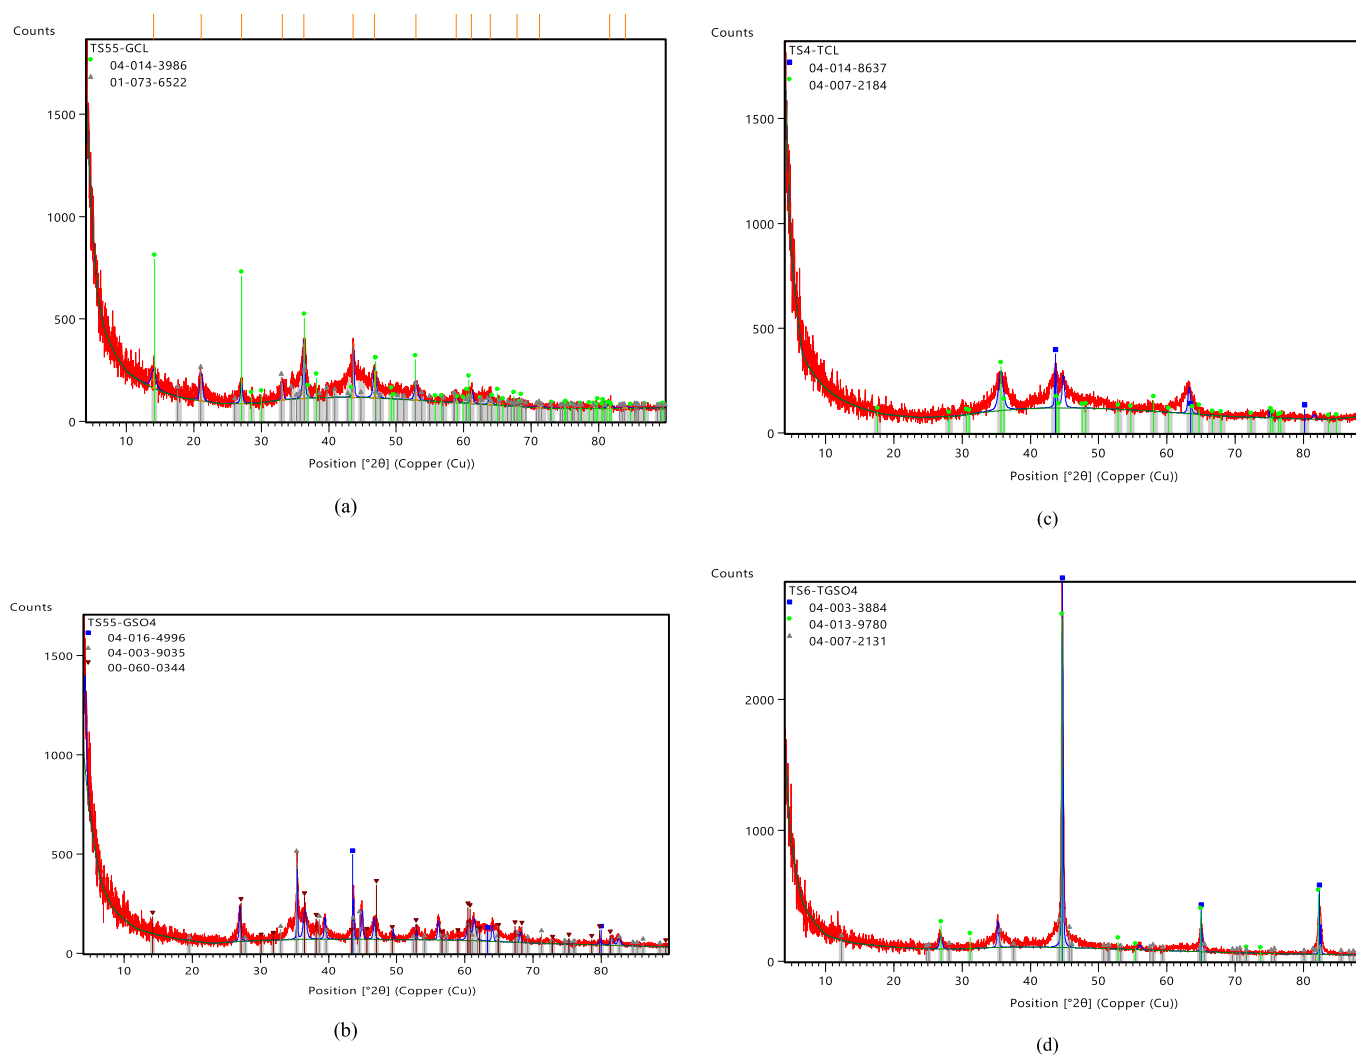 Counts
TS55-GCL
04-014-3986
01-073-6522
1500
1000
500
0
10 20 30 40 50 60 70 80
Position [°2θ] (Copper (Cu))
(a)
Counts
TS4-TCL
04-014-8637
04-007-2184
1500
1000
500
0
10 20 30 40 50 60 70 80
Position [°2θ] (Copper (Cu))
(c)
Counts
TS55-GSO4
04-016-4996
04-003-9035
00-060-0344
1500
1000
500
0
10 20 30 40 50 60 70 80
Position [°2θ] (Copper (Cu))
(b)
Counts
TS6-TGSO4
04-003-3884
04-013-9780
04-007-2131
2000
1000
0
10 20 30 40 50 60 70 80
Position [°2θ] (Copper (Cu))
(d)